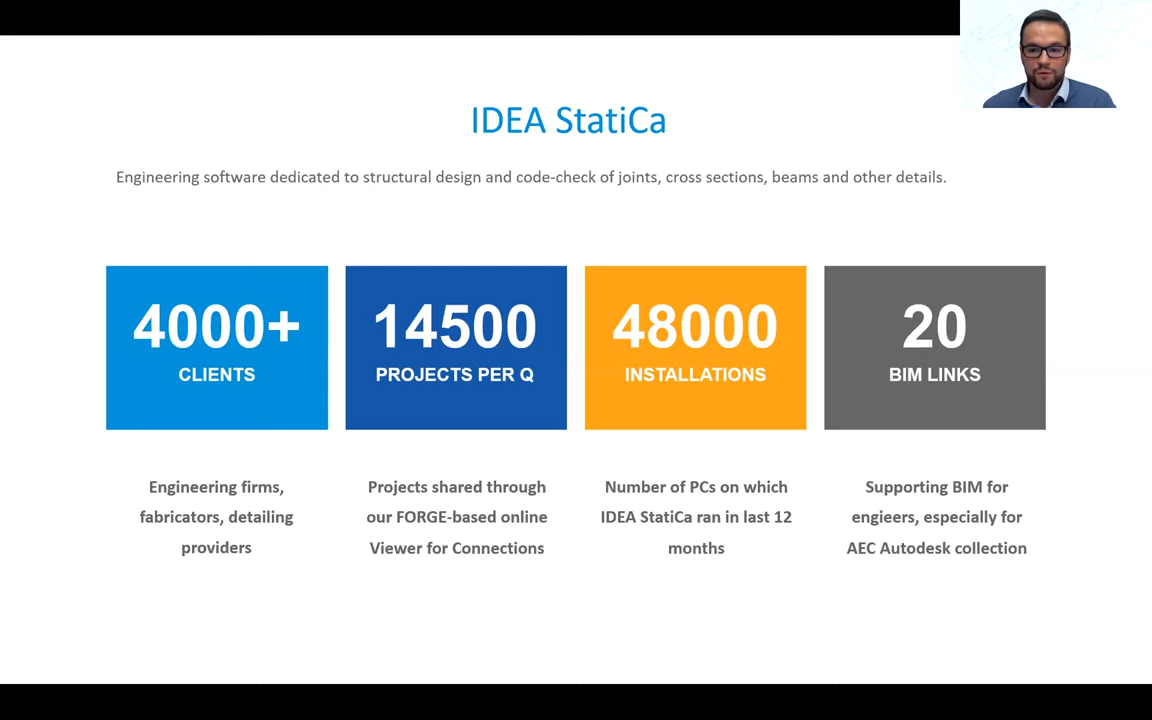 IDEA StatiCa
Engineering software dedicated to structural design and code-check of joints, cross sections, beams and other details.
4000+
CLIENTS
14500
PROJECTS PER Q
48000
INSTALLATIONS
20
BIM LINKS
Engineering firms,
fabricators, detailing
providers
Projects shared through
our FORGE-based online
Viewer for Connections
Number of PCs on which
IDEA StatiCa ran in last 12
months
Supporting BIM for
engieers, especially for
AEC Autodesk collection